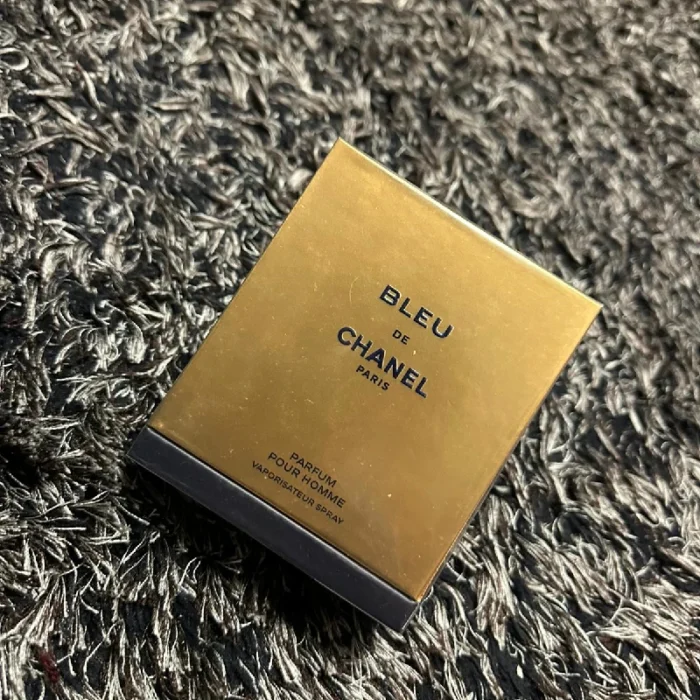 BLEU
DE
CHANEL
PARIS
PARFUM
POUR HOMME
VAPORISATEUR SPRAY